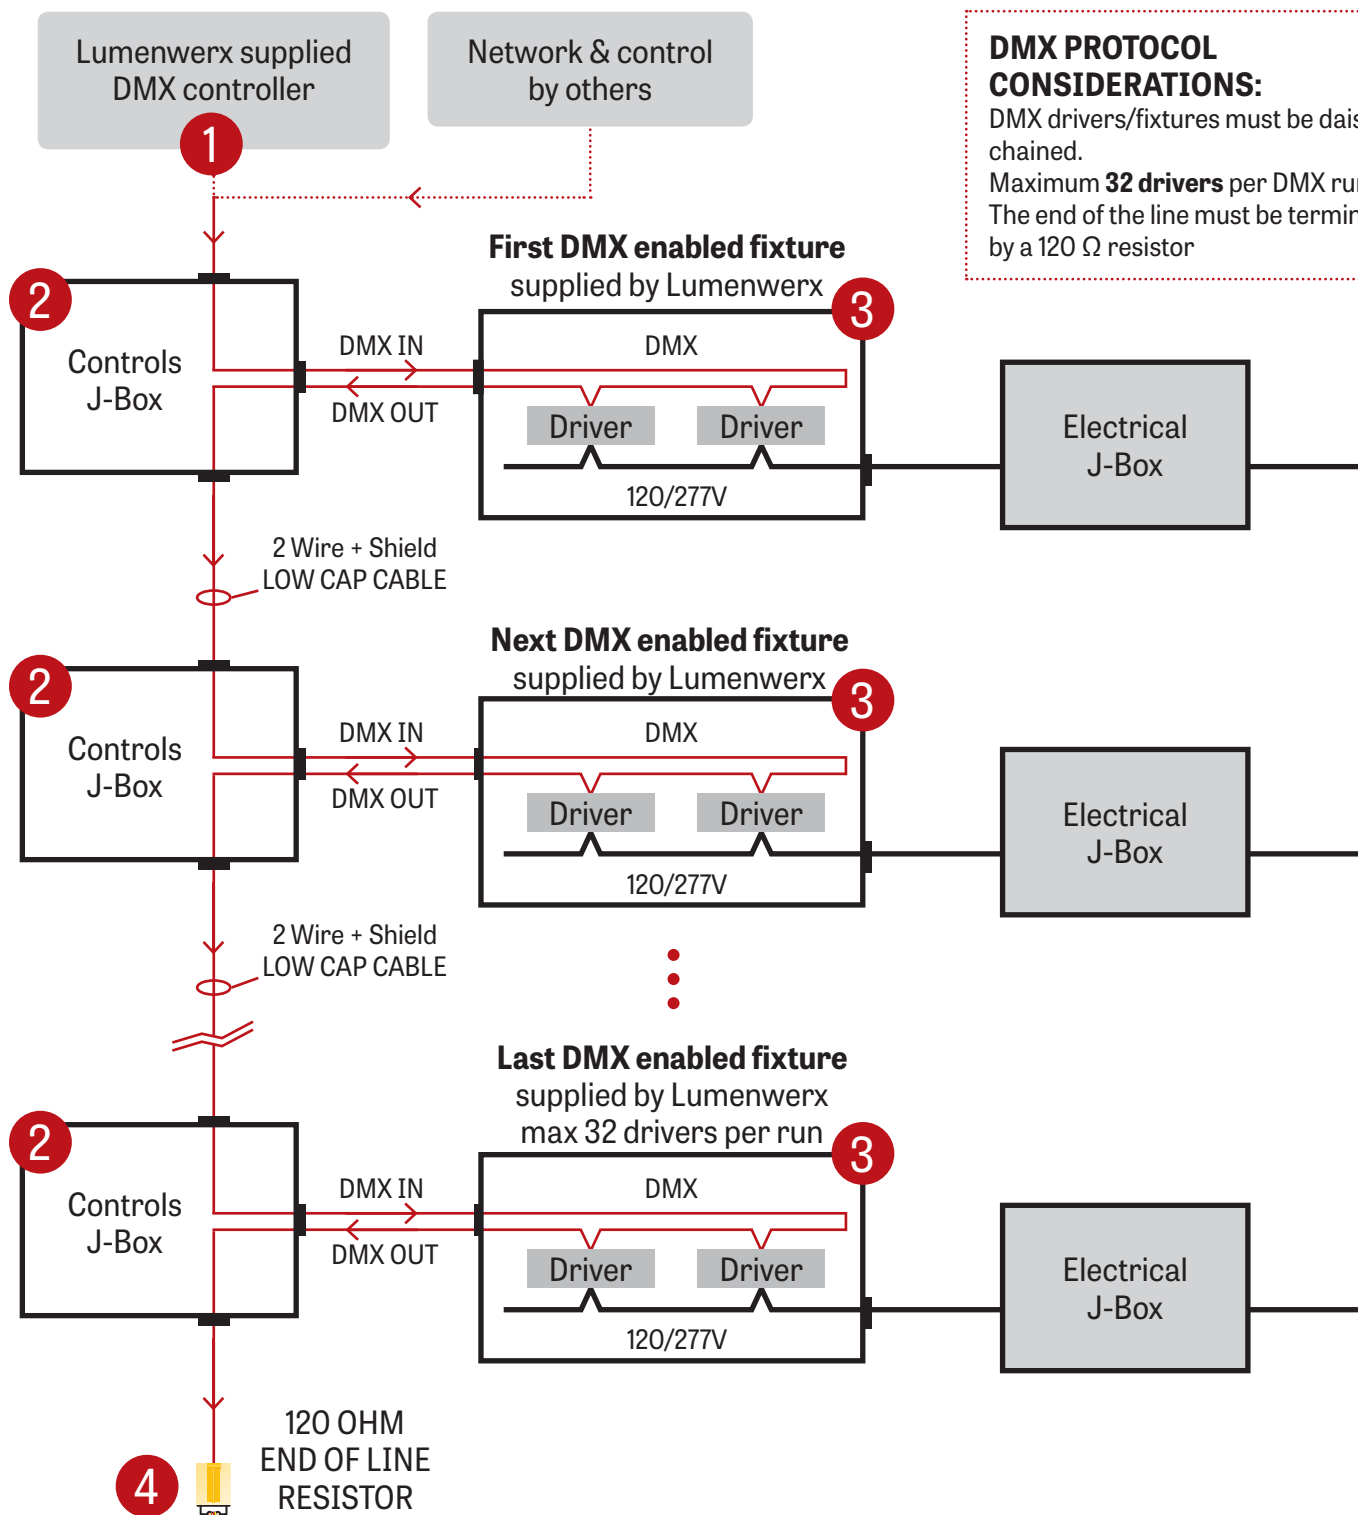 Lumenwerx supplied
DMX controller
1
Network & control
by others
DMX PROTOCOL
CONSIDERATIONS:
DMX drivers/fixtures must be
chained.
Maximum 32 drivers per DMX
The end of the line must be
by a 120 Ω resistor
First DMX enabled fixture
supplied by Lumenwerx
2
Controls
J-Box
DMX IN
DMX OUT
3
DMX
Driver
Driver
120/277V
Electrical
J-Box
2 Wire + Shield
LOW CAP CABLE
Next DMX enabled fixture
supplied by Lumenwerx
2
Controls
J-Box
DMX IN
DMX OUT
3
DMX
Driver
Driver
120/277V
Electrical
J-Box
2 Wire + Shield
LOW CAP CABLE
Last DMX enabled fixture
supplied by Lumenwerx
max 32 drivers per run
2
Controls
J-Box
DMX IN
DMX OUT
3
DMX
Driver
Driver
120/277V
Electrical
J-Box
4
120 OHM
END OF LINE
RESISTOR